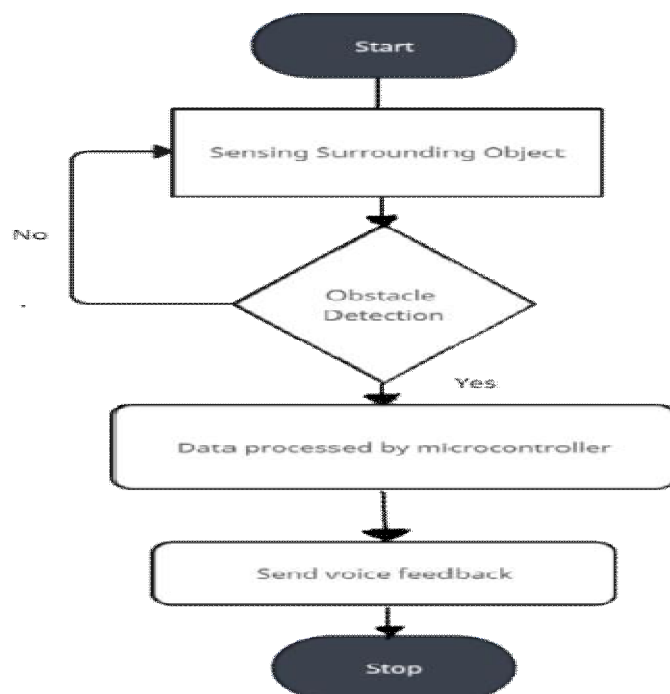 Start
Sensing Surrounding Object
No
Obstacle
Detection
Yes
Data processed by microcontroller
Send voice feedback
Stop